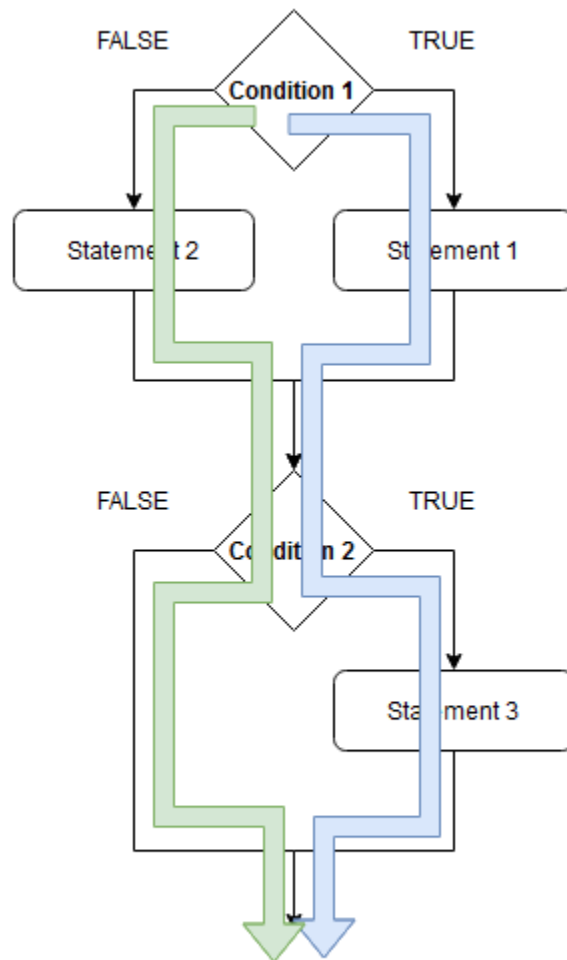 FALSE
TRUE
Condition 1
Statement 2
Statement 1
FALSE
TRUE
Condition 2
Statement 3